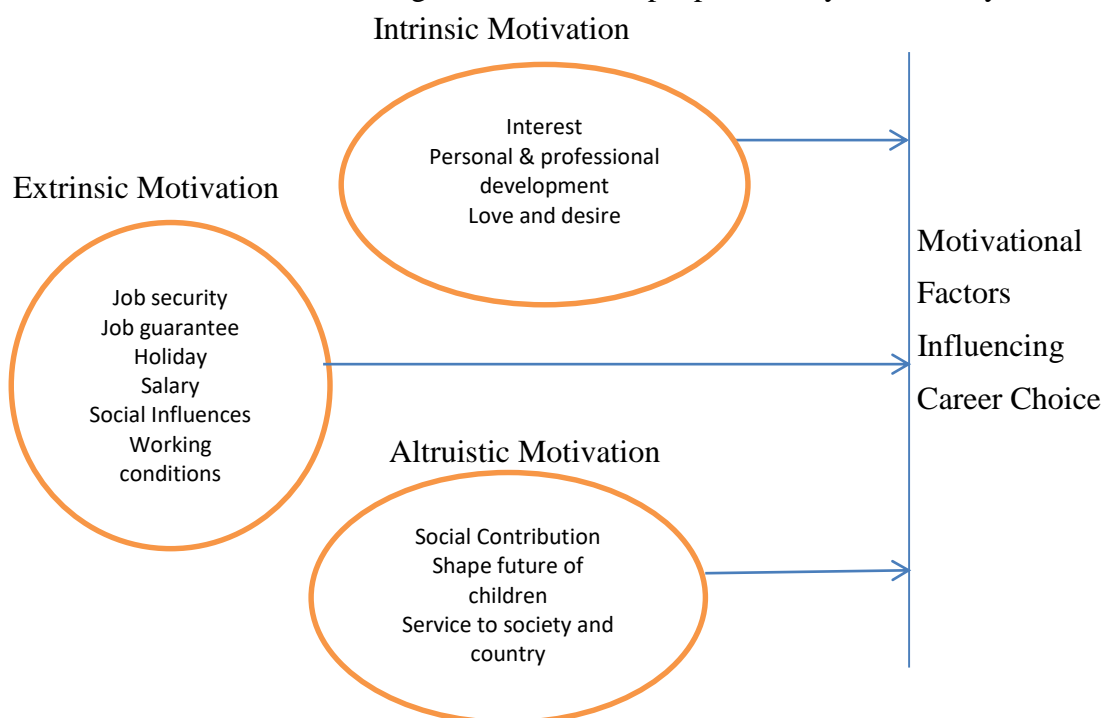 Intrinsic Motivation
Interest
Personal & professional
development
Love and desire
Extrinsic Motivation
Job security
Job guarantee
Holiday
Salary
Social Influences
Working
conditions
Altruistic Motivation
Social Contribution
Shape future of
children
Service to society and
country
Motivational
Factors
Influencing
Career Choice